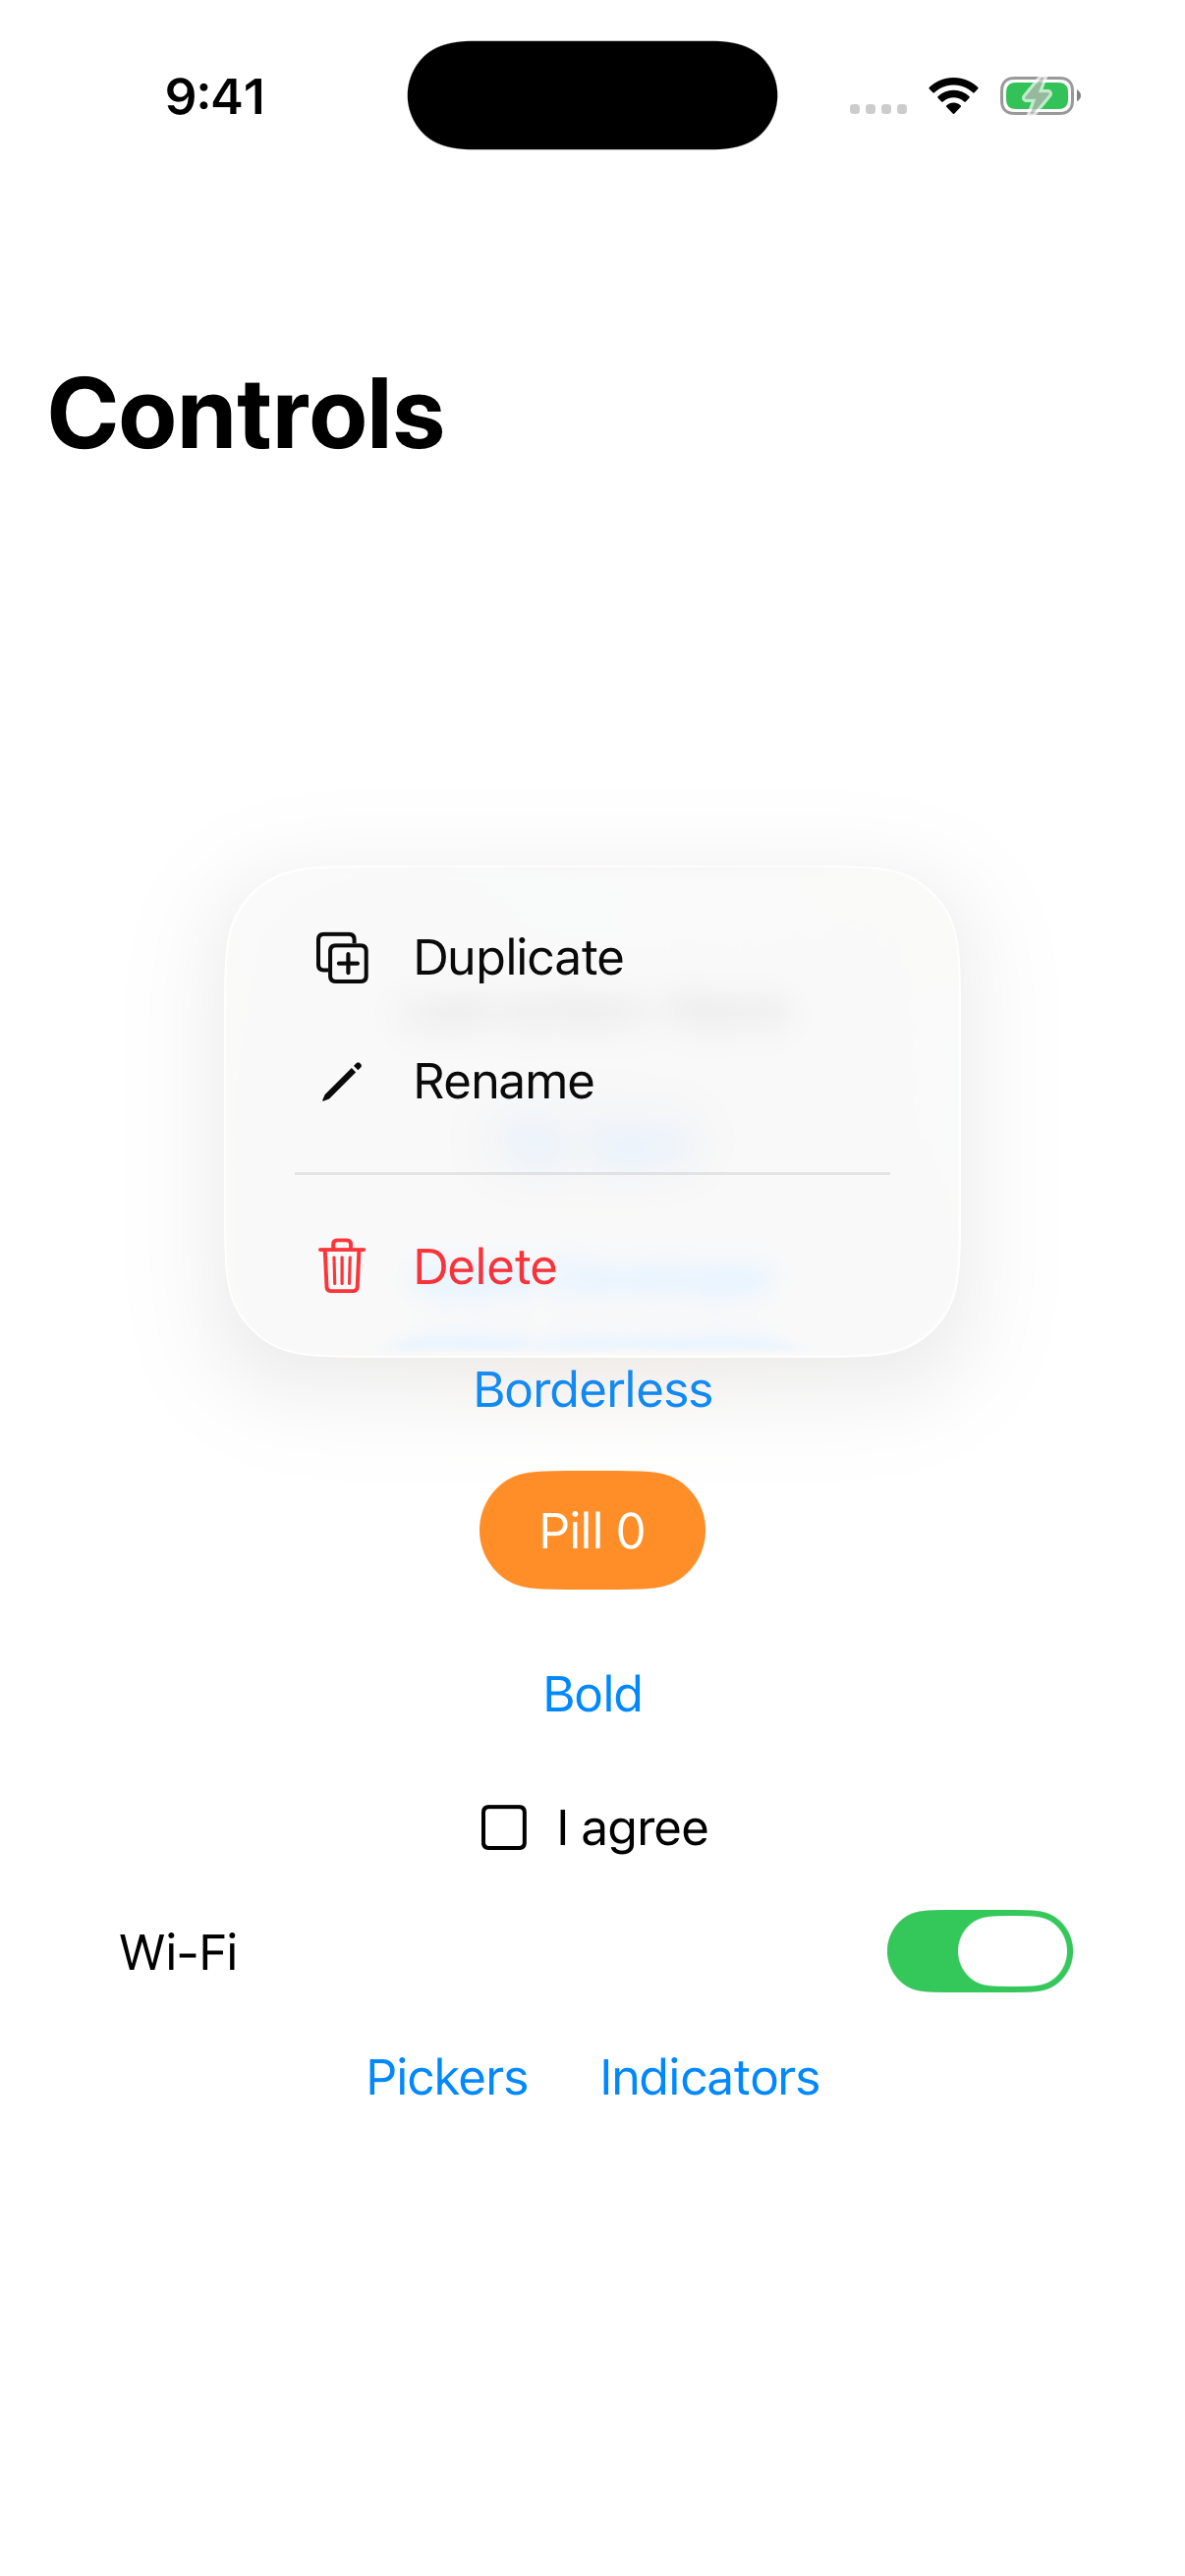 9:41
Controls
Duplicate
Rename
Delete
Borderless
Pill 0
Bold
I agree
Wi-Fi
Pickers Indicators